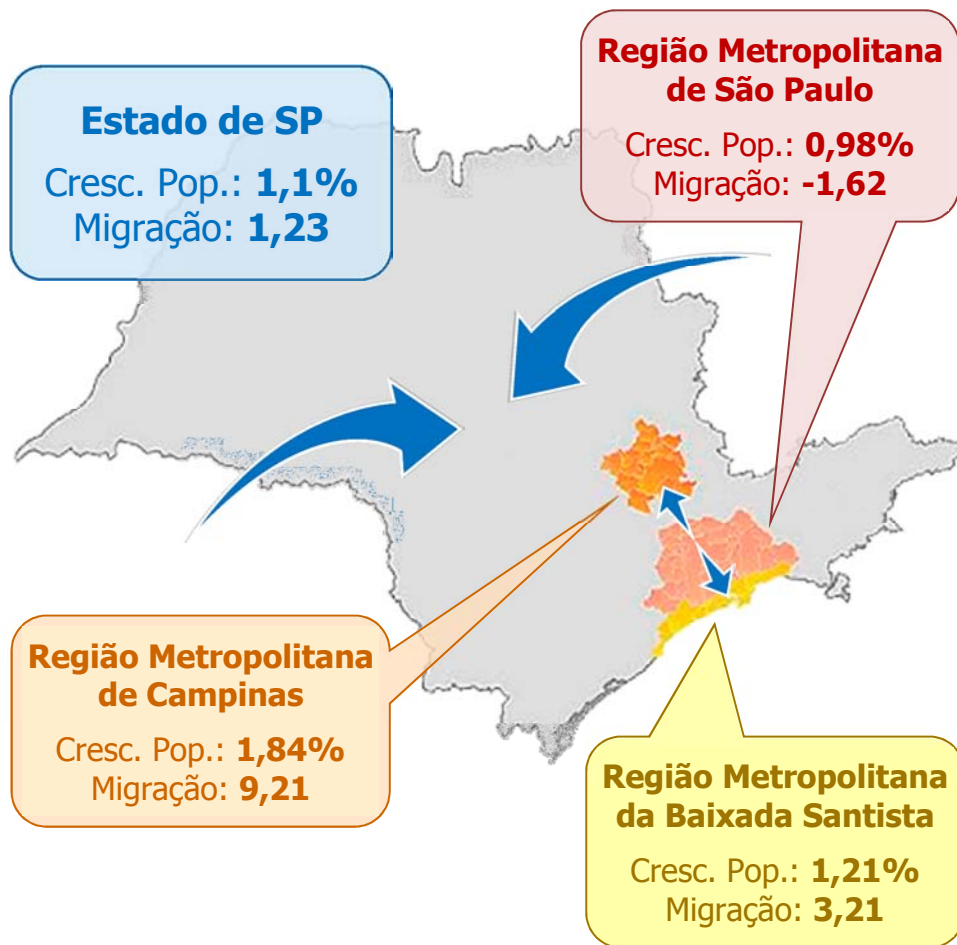 Estado de SP
Cresc. Pop.: 1,1%
Migração: 1,23
Região Metropolitana
de São Paulo
Cresc. Pop.: 0,98%
Migração: -1,62
Região Metropolitana
de Campinas
Cresc. Pop.: 1,84%
Migração: 9,21
Região Metropolitana
da Baixada Santista
Cresc. Pop.: 1,21%
Migração: 3,21